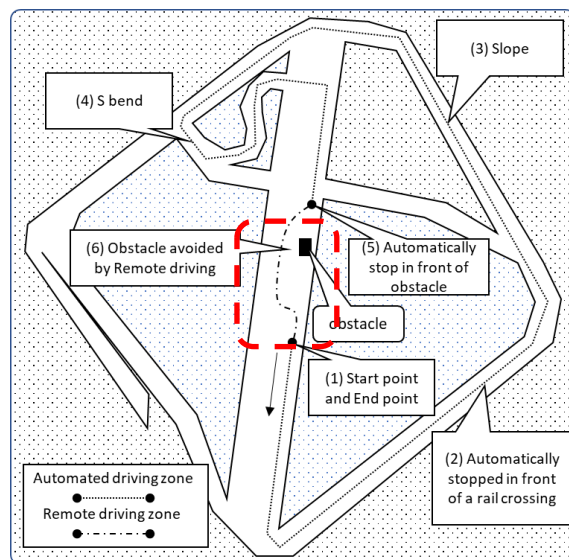 (3) Slope
(4) S bend
(6) Obstacle avoided
by Remote driving
(5) Automatically
stop in front of
obstacle
obstacle
(1) Start point
and End point
(2) Automatically
stopped in front
of a rail crossing
Automated driving zone
Remote driving zone